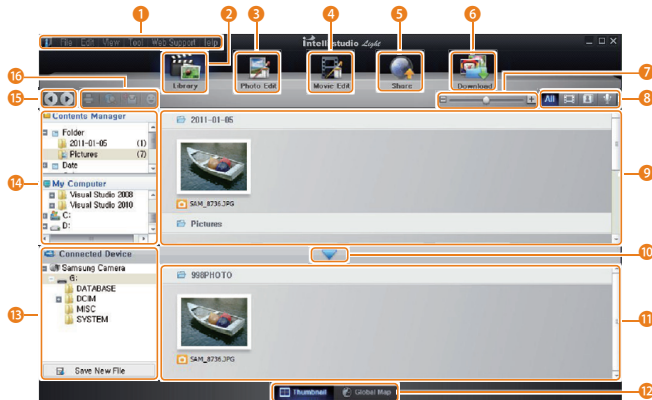 1 2 3 4 5 6
File Edit View Tool Web Support Help
Intelli-studio Light
Library Photo Edit Movie Edit Share Download
16 7
15 All 8
Contents Manager
Folder
2011-01-05 (1)
Pictures (7)
Date
14
My Computer
Visual Studio 2008
Visual Studio 2010
C:
D:
2011-01-05
SAM_8736.JPG
Pictures
9
10
Connected Device
Samsung Camera
G:
DATABASE
DCIM
MISC
SYSTEM
Save New File
13
998PHOTO
SAM_8736.JPG
11
Thumbnail Global Map
12